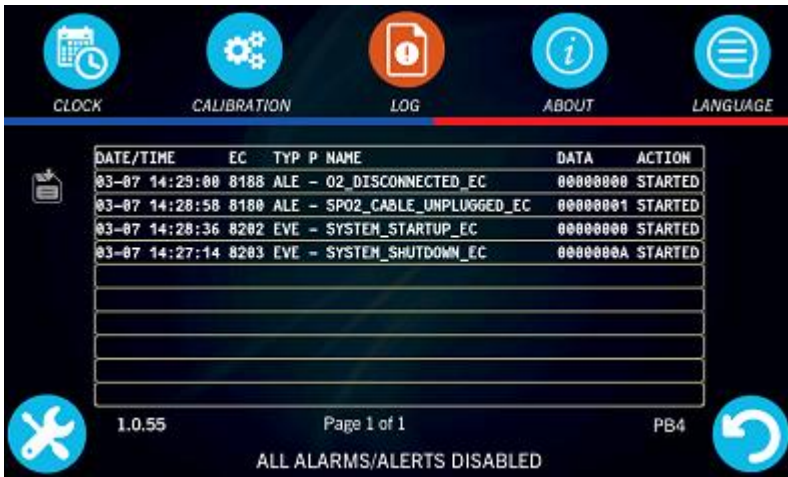 CLOCK CALIBRATION LOG ABOUT LANGUAGE
DATE/TIME EC TYP P NAME DATA ACTION
03-07 14:29:00 8188 ALE - O2_DISCONNECTED_EC 00000000 STARTED
03-07 14:28:58 8180 ALE - SPO2_CABLE_UNPLUGGED_EC 00000001 STARTED
03-07 14:28:36 8202 EVE - SYSTEM_STARTUP_EC 00000000 STARTED
03-07 14:27:14 8203 EVE - SYSTEM_SHUTDOWN_EC 0000000A STARTED
1.0.55 Page 1 of 1 PB4
ALL ALARMS/ALERTS DISABLED